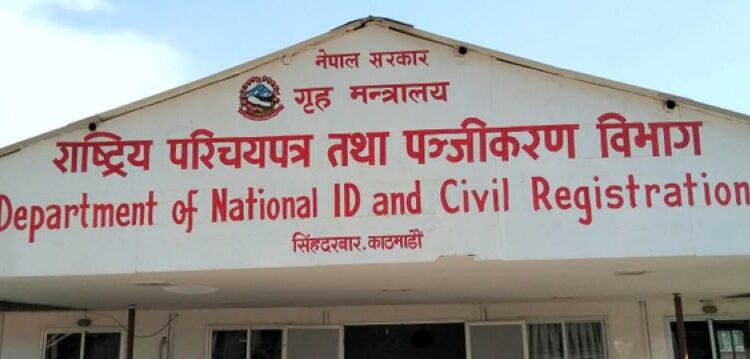 नेपाल सरकार
गृह मन्त्रालय
राष्ट्रिय परिचयपत्र तथा पञ्जीकरण विभाग
Department of National ID and Civil Registration
सिंहदरबार, काठमाडौं